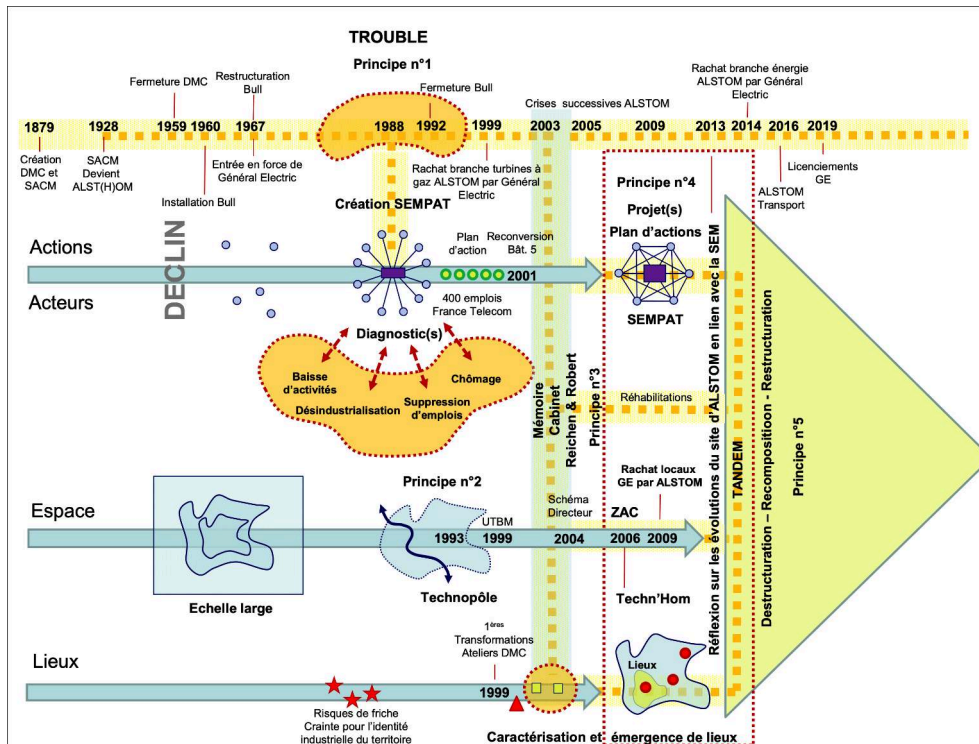 TROUBLE
Principe n°1
Fermeture DMC
Restructuration
Bull
Fermeture Bull
Crises successives ALSTOM
Rachat branche énergie
ALSTOM par Général
Electric
1879
1928
1959
1960
1967
1988
1992
1999
2003
2005
2009
2013
2014
2016
2019
Création
DMC et
SACM
SACM
Devient
ALST(H)OM
Installation Bull
Entrée en force de
Général Electric
Rachat branche turbines à
gaz ALSTOM par Général
Electric
ALSTOM
Transport
Licenciements
GE
Création SEMPAT
Principe n°4
Projet(s)
Plan d'actions
Actions
Acteurs
DECLIN
Plan
d'action
Reconversion
Bât. 5
2001
400 emplois
France Telecom
SEMPAT
Diagnostic(s)
Baisse
d'activités
Désindustrialisation
Suppression
d'emplois
Chômage
Mémoire
Cabinet
Reichen & Robert
Principe n°3
Réhabilitations
Réflexion sur les évolutions du site d'ALSTOM en lien avec la SEM
TANDEM
Destructuration – Recompositioon - Restructuration
Principe n°5
Espace
Echelle large
Principe n°2
UTBM
1993
1999
Technopôle
Schéma
Directeur
2004
ZAC
Rachat locaux
GE par ALSTOM
2006
2009
Techn'Hom
Lieux
Risques de friche
Crainte pour l'identité
industrielle du territoire
1ères
Transformations
Ateliers DMC
1999
Lieux
Caractérisation et émergence de lieux